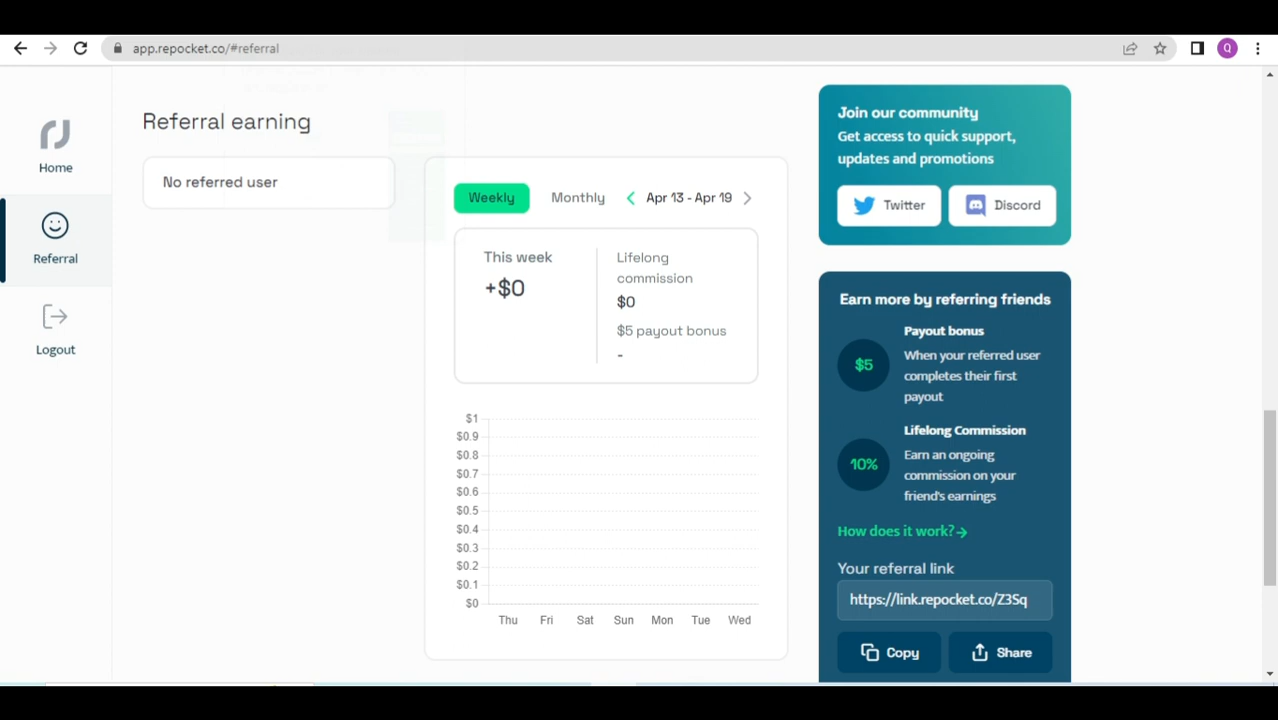 app.repocket.co/#referral
Q
Home
Referral
Logout
Referral earning
No referred user
Weekly
Monthly
Apr 13 - Apr 19
This week
+$0
Lifelong
commission
$0
$5 payout bonus
-
$1
$0.9
$0.8
$0.7
$0.6
$0.5
$0.4
$0.3
$0.2
$0.1
$0
Thu Fri Sat Sun Mon Tue Wed
Join our community
Get access to quick support,
updates and promotions
Twitter
Discord
Earn more by referring friends
$5
Payout bonus
When your referred user
completes their first
payout
10%
Lifelong Commission
Earn an ongoing
commission on your
friend's earnings
How does it work?→
Your referral link
https://link.repocket.co/Z3Sq
Copy
Share